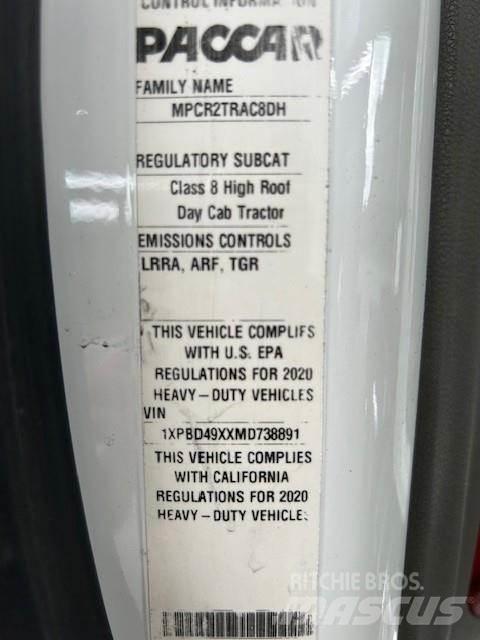 CONTROL INFORMATION
PACCAR
FAMILY NAME
MPCR2TRAC8DH
REGULATORY SUBCAT
Class 8 High Roof
Day Cab Tractor
EMISSIONS CONTROLS
LRRA, ARF, TGR
THIS VEHICLE COMPLIES
WITH U.S. EPA
REGULATIONS FOR 2020
HEAVY-DUTY VEHICLES
VIN
1XPBD49XXMD738891
THIS VEHICLE COMPLIES
WITH CALIFORNIA
REGULATIONS FOR 2020
HEAVY-DUTY VEHICLES
RITCHIE BROS.
MASCUS